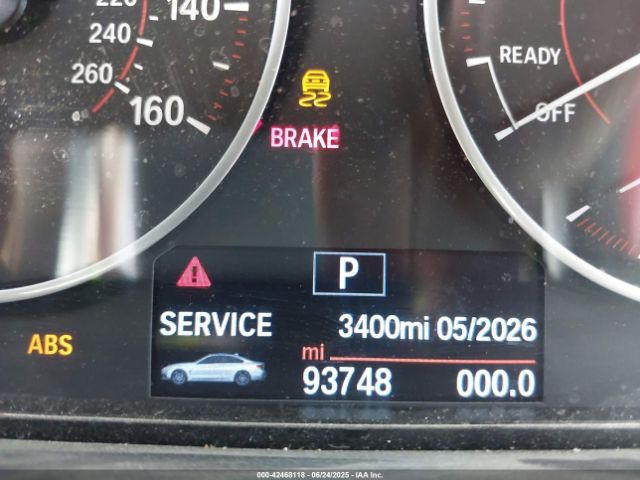 220
140
240
260
160
READY
OFF
BRAKE
P
SERVICE 3400mi 05/2026
mi
93748 000.0
ABS
000-42468118 - 06/24/2025 - IAA Inc.